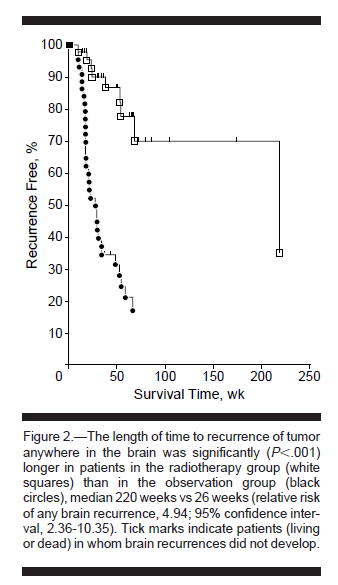 100
90
80
70
60
50
40
30
20
10
Recurrence Free, %
0 50 100 150 200 250
Survival Time, wk
Figure 2.—The length of time to recurrence of tumor
anywhere in the brain was significantly (P<.001)
longer in patients in the radiotherapy group (white
squares) than in the observation group (black
circles), median 220 weeks vs 26 weeks (relative risk
of any brain recurrence, 4.94; 95% confidence inter-
val, 2.36-10.35). Tick marks indicate patients (living
or dead) in whom brain recurrences did not develop.